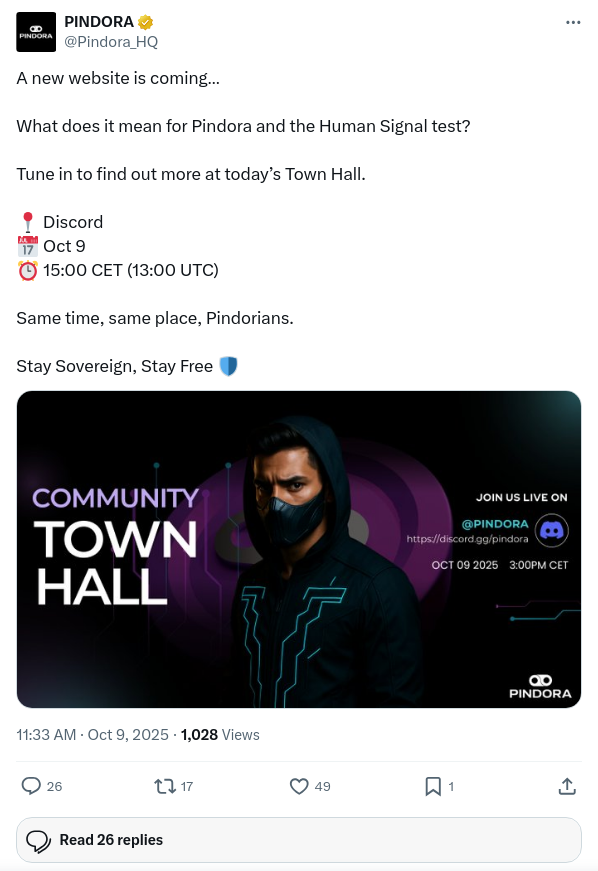 PINDORA
@Pindora_HQ
PINDORA
A new website is coming...
What does it mean for Pindora and the Human Signal test?
Tune in to find out more at today’s Town Hall.
📍 Discord
📅 Oct 9
⏰ 15:00 CET (13:00 UTC)
Same time, same place, Pindorians.
Stay Sovereign, Stay Free 🛡️
COMMUNITY
TOWN
HALL
JOIN US LIVE ON
@PINDORA
https://discord.gg/pindora
OCT 09 2025 3:00PM CET
PINDORA
11:33 AM · Oct 9, 2025 · 1,028 Views
26 17 49 1
Read 26 replies